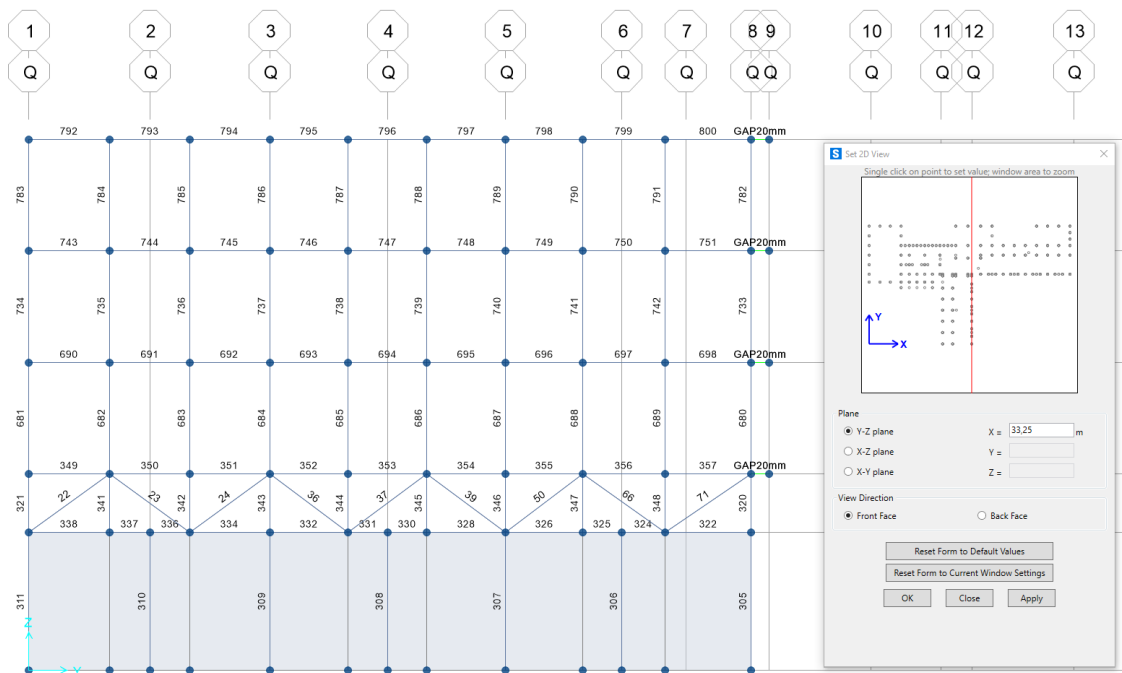 1 2 3 4 5 6 7 8 9 10 11 12 13
Q Q Q Q Q Q Q Q Q Q Q Q Q
792 793 794 795 796 797 798 799 800 GAP20mm
783 784 785 786 787 788 789 790 791 782
743 744 745 746 747 748 749 750 751 GAP20mm
734 735 736 737 738 739 740 741 742 733
690 691 692 693 694 695 696 697 698 GAP20mm
681 682 683 684 685 686 687 688 689 680
349 350 351 352 353 354 355 356 357 GAP20mm
321 22 341 23 342 24 343 36 344 37 345 39 346 50 347 66 348 71 320
338 337 336 334 332 331 330 328 326 325 324 322
311 310 309 308 307 306 305
Z
Y
S Set 2D View
Single click on point to set value; window area to zoom
Y
X
Plane
Y-Z plane X = 33,25 m
X-Z plane Y =
X-Y plane Z =
View Direction
Front Face Back Face
Reset Form to Default Values
Reset Form to Current Window Settings
OK Close Apply